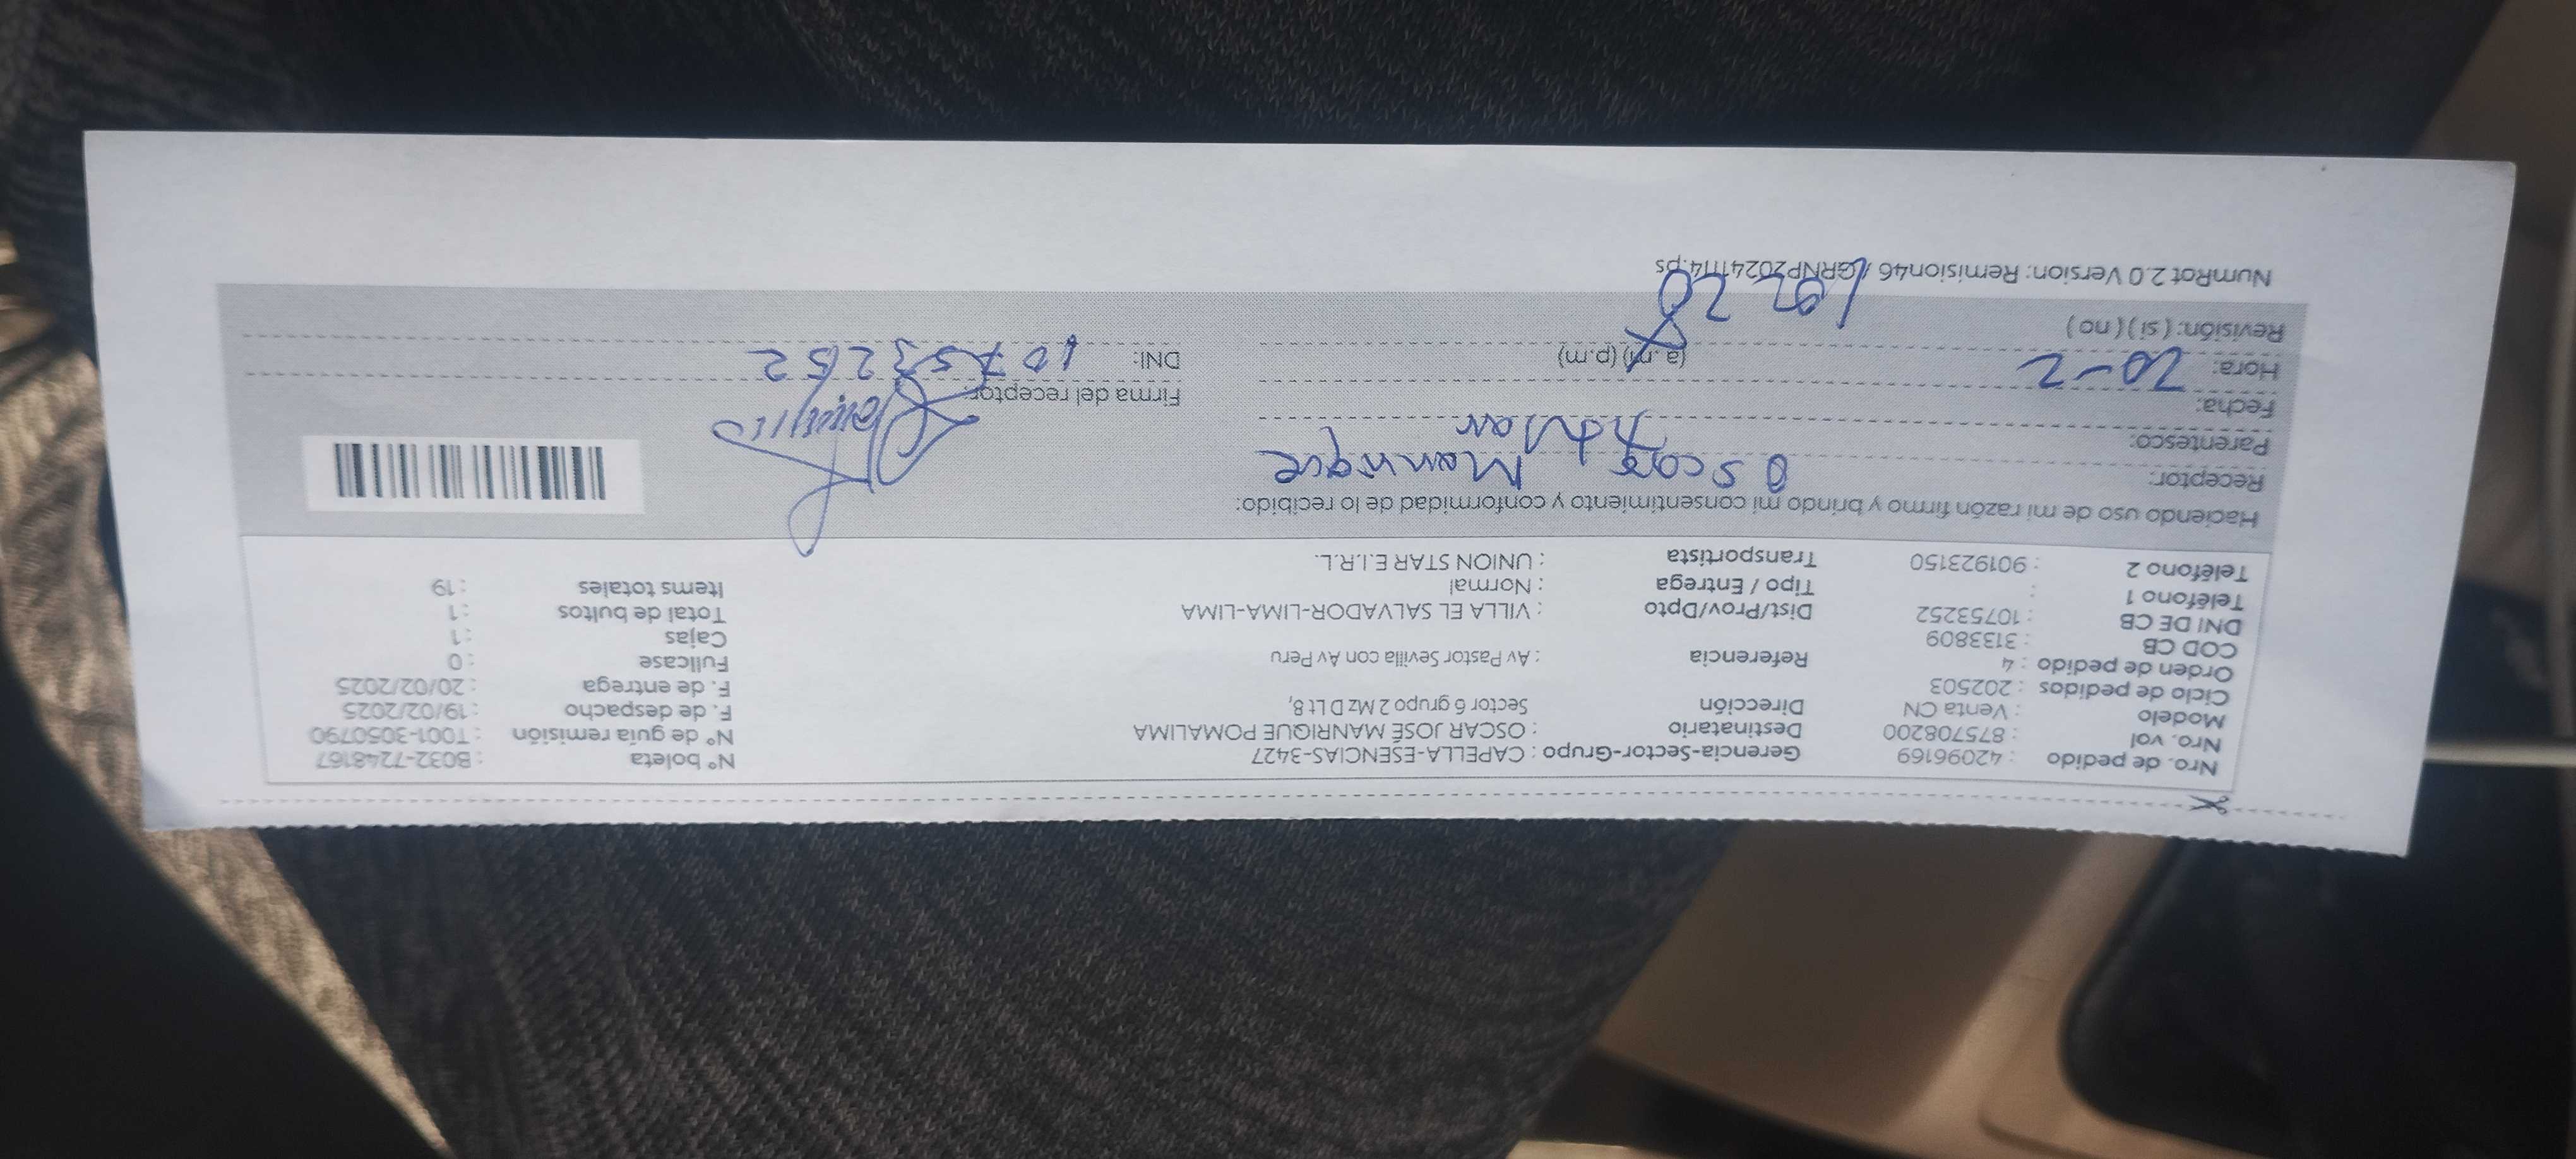 Nro. de pedido : 42096169 Gerencia-Sector-Grupo : CAPELLA-ESENCIAS-3427 N° boleta : B032-7248167
Nro. vol : 875708200 Destinatario : OSCAR JOSÉ MANRIQUE POMALIMA N° de guía remisión : T001-3050790
Modelo : Venta CN Dirección Sector 6 grupo 2 Mz D Lt 8, F. de despacho : 19/02/2025
Ciclo de pedidos : 202503 F. de entrega : 20/02/2025
Orden de pedido : 4 Referencia : Av Pastor Sevilla con Av Peru Fullcase : 0
COD CB : 3133809 Cajas : 1
DNI DE CB : 10753252 Dist/Prov/Dpto : VILLA EL SALVADOR-LIMA-LIMA Total de bultos : 1
Teléfono 1 : Tipo / Entrega : Normal Items totales : 19
Teléfono 2 : 901923150 Transportista : UNION STAR E.I.R.L.
Haciendo uso de mi razón firmo y brindo mi consentimiento y conformidad de lo recibido:
Receptor: Oscar Manrique
Parentesco: Titular
Fecha: 20-2 Firma del receptor:
Hora: (a.m) (p.m) DNI: 10753252
Revisión: ( si ) ( no )
NumRot 2.0 Version: Remision46 / GRNP20241114.ps